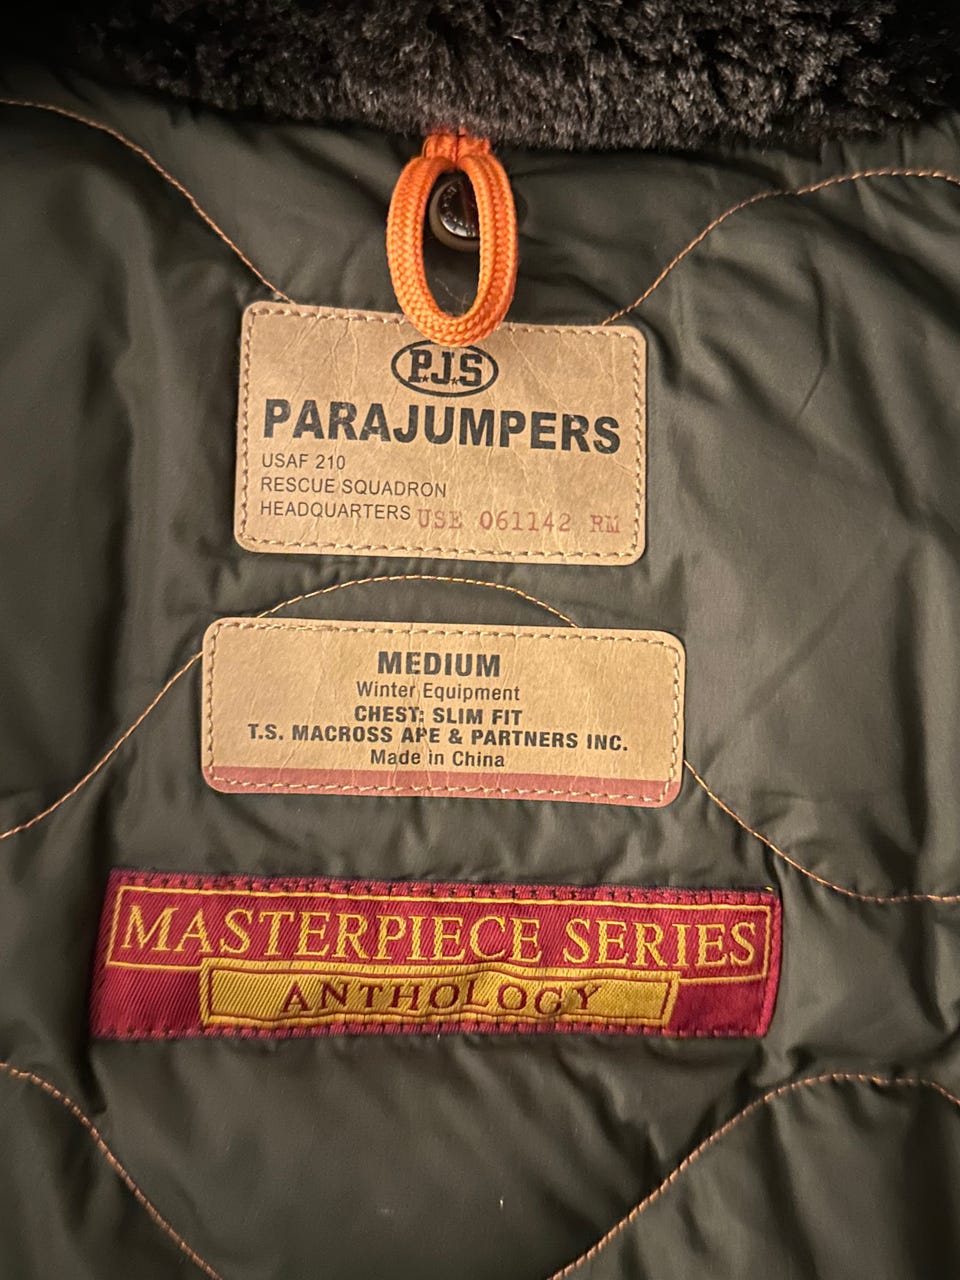 P.J.S
PARAJUMPERS
USAF 210
RESCUE SQUADRON
HEADQUARTERS USE 061142 RM
MEDIUM
Winter Equipment
CHEST: SLIM FIT
T.S. MACROSS APE & PARTNERS INC.
Made in China
MASTERPIECE SERIES
ANTHOLOGY